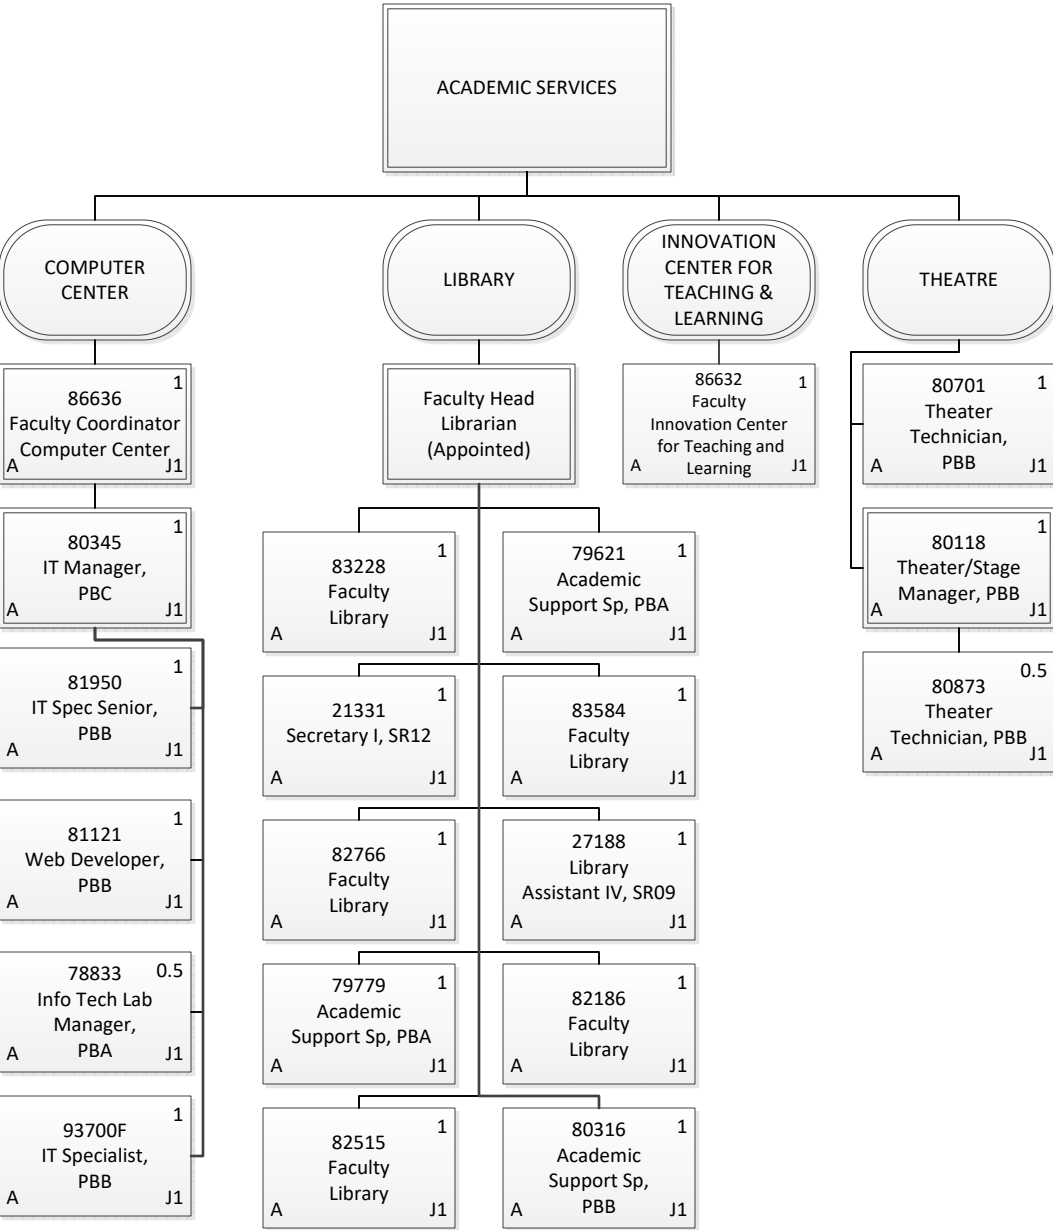 ACADEMIC SERVICES
COMPUTER
CENTER
LIBRARY
INNOVATION
CENTER FOR
TEACHING &
LEARNING
THEATRE
1
86636
Faculty Coordinator
Computer Center
A J1
1
80345
IT Manager,
PBC
A J1
1
81950
IT Spec Senior,
PBB
A J1
1
81121
Web Developer,
PBB
A J1
78833 0.5
Info Tech Lab
Manager,
PBA
A J1
1
93700F
IT Specialist,
PBB
A J1
Faculty Head
Librarian
(Appointed)
1
83228
Faculty
Library
A J1
79621 1
Academic
Support Sp, PBA
A J1
1
21331
Secretary I, SR12
A J1
1
83584
Faculty
Library
A J1
1
82766
Faculty
Library
A J1
27188 1
Library
Assistant IV, SR09
A J1
79779 1
Academic
Support Sp, PBA
A J1
1
82186
Faculty
Library
A J1
1
82515
Faculty
Library
A J1
80316 1
Academic
Support Sp,
PBB
A J1
86632 1
Faculty
Innovation Center
for Teaching and
Learning
A J1
80701 1
Theater
Technician,
PBB
A J1
1
80118
Theater/Stage
Manager, PBB
A J1
0.5
80873
Theater
Technician, PBB
A J1